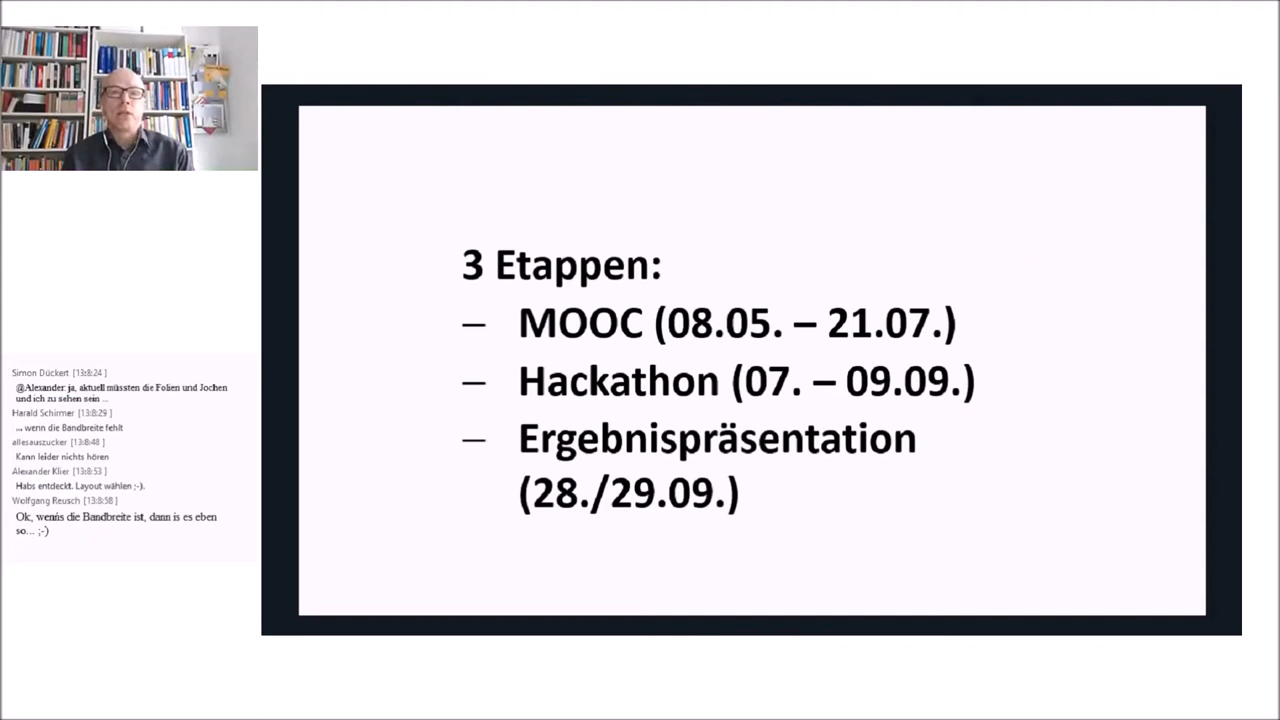 3 Etappen:
– MOOC (08.05. – 21.07.)
– Hackathon (07. – 09.09.)
– Ergebnispräsentation
(28./29.09.)
Simon Dückert [13:8:24 ]
@Alexander: ja, aktuell müssten die Folien und Jochen
und ich zu sehen sein ...
Harald Schirmer [13:8:29 ]
... wenn die Bandbreite fehlt
allesauszucker [13:8:48 ]
Kann leider nichts hören
Alexander Klier [13:8:53 ]
Habs entdeckt. Layout wählen ;-).
Wolfgang Reusch [13:8:58 ]
Ok, wenńs die Bandbreite ist, dann is es eben
so... ;-)